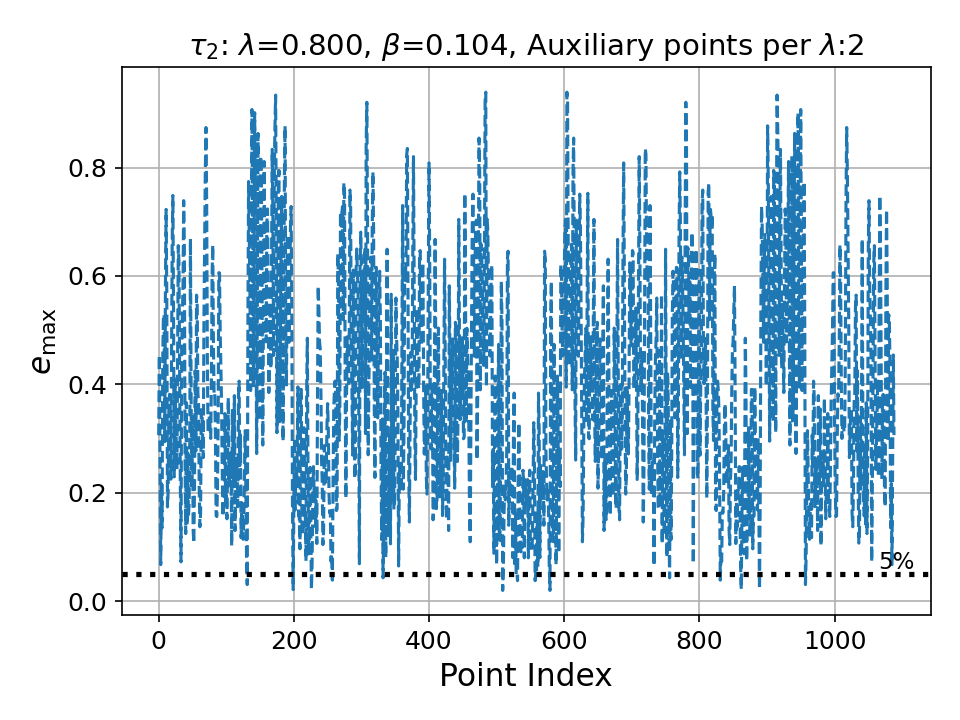 τ₂: λ=0.800, β=0.104, Auxiliary points per λ:2
0.8
0.6
0.4
0.2
0.0
e_max
5%
0 200 400 600 800 1000
Point Index